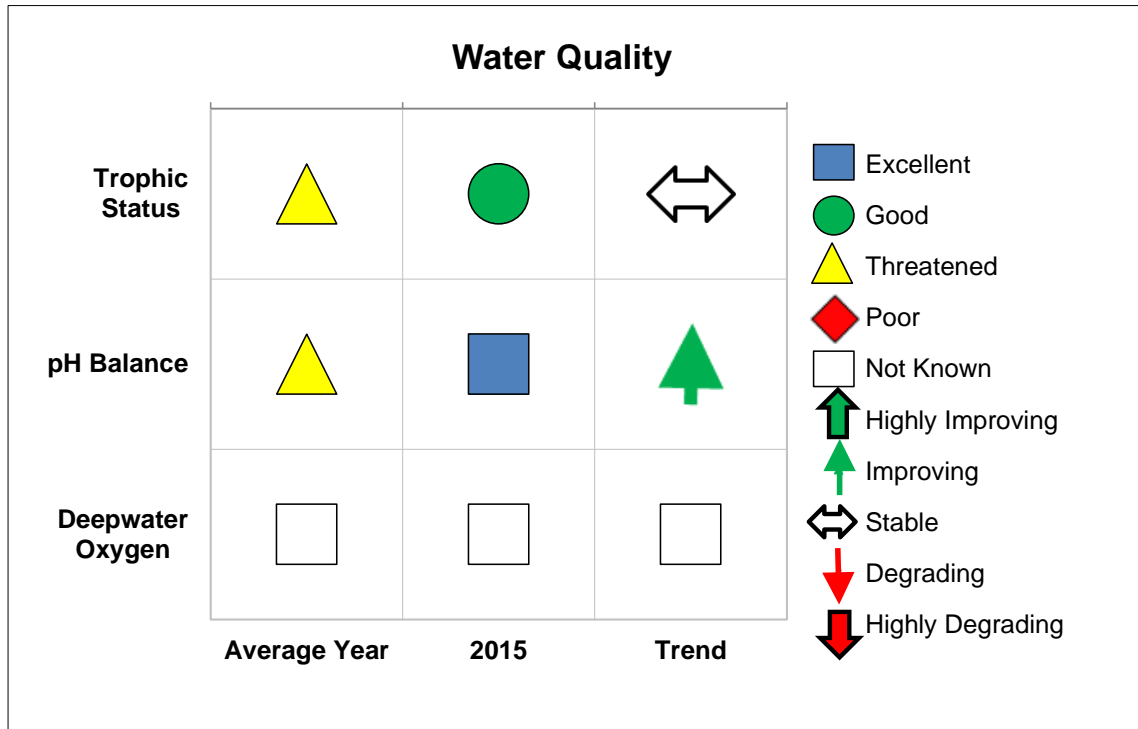 Water Quality
Trophic
Status
pH Balance
Deepwater
Oxygen
Average Year
2015
Trend
Excellent
Good
Threatened
Poor
Not Known
Highly Improving
Improving
Stable
Degrading
Highly Degrading